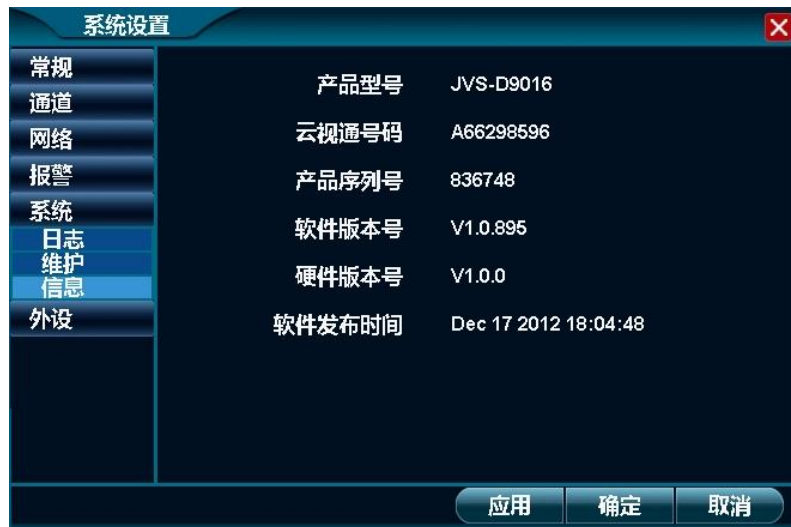 系统设置
常规
通道
网络
报警
系统
日志
维护
信息
外设
产品型号 JVS-D9016
云视通号码 A66298596
产品序列号 836748
软件版本号 V1.0.895
硬件版本号 V1.0.0
软件发布时间 Dec 17 2012 18:04:48
应用 确定 取消